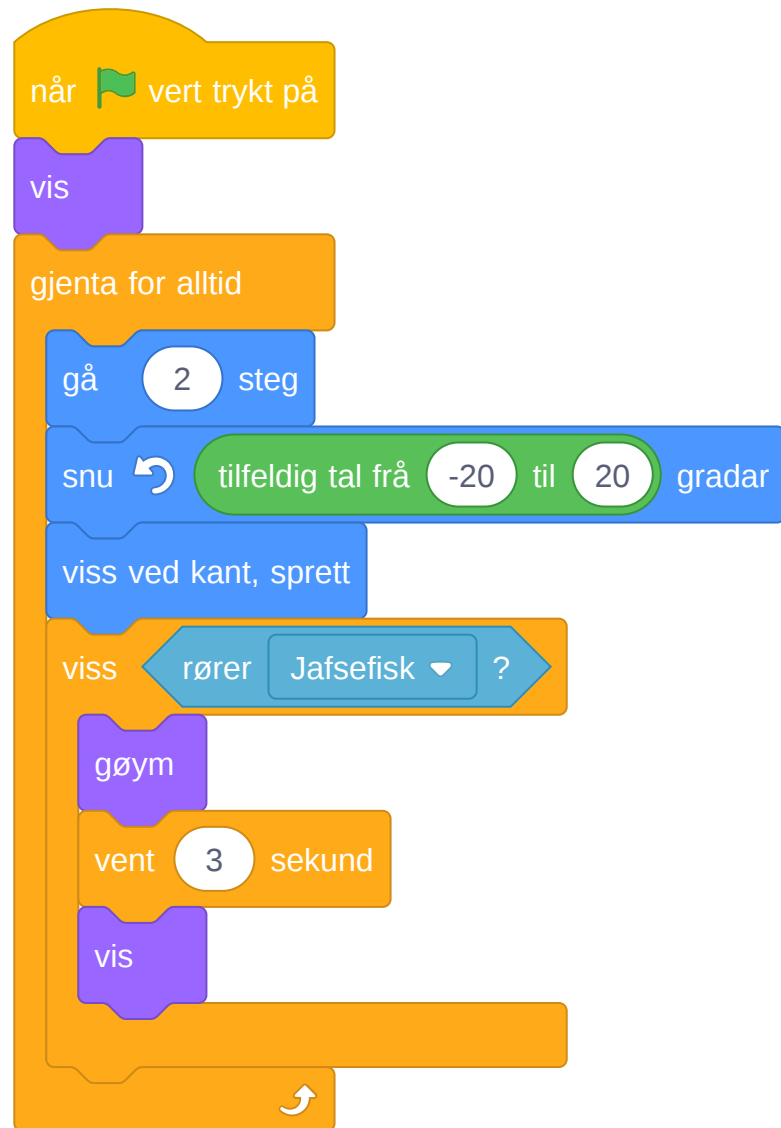 når vert trykt på
vis
gjenta for alltid
gå 2 steg
snu tilfeldig tal frå -20 til 20 gradar
viss ved kant, sprett
viss rører Jafsefisk ?
gøym
vent 3 sekund
vis